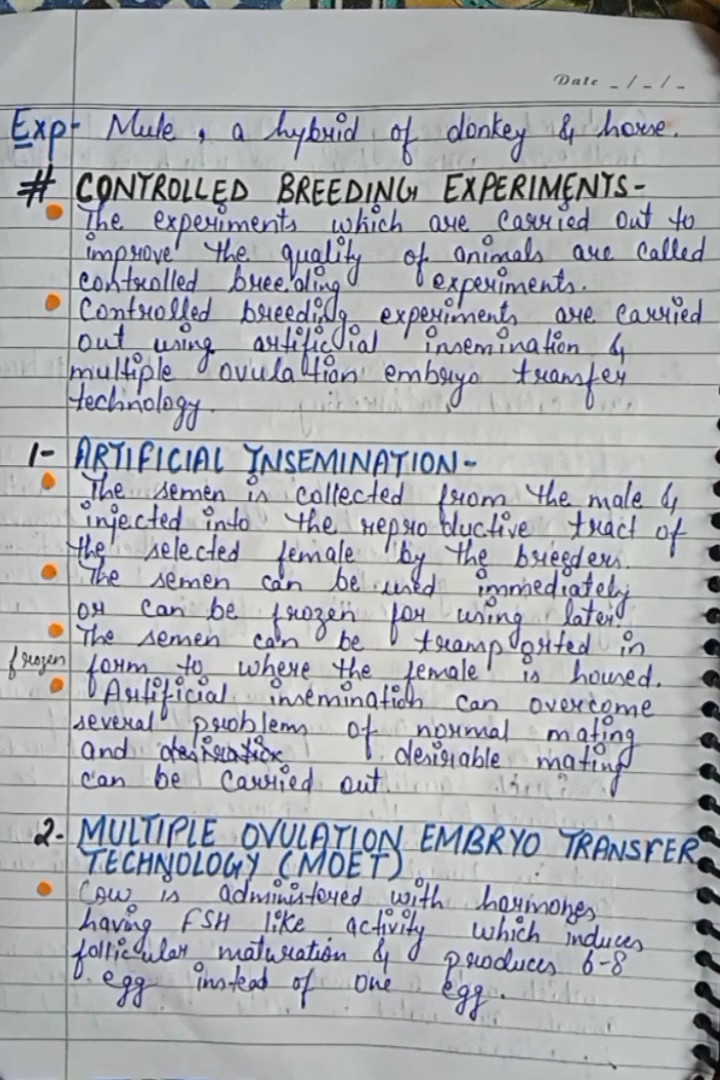 Date _/_/_
Exp- Mule, a hybrid of donkey & horse.
# CONTROLLED BREEDING EXPERIMENTS-
• The experiments which are carried out to
improve the quality of animals are called
controlled breeding experiments.
• Controlled breeding experiments are carried
out using artificial insemination &
multiple ovulation embryo transfer
technology.
1- ARTIFICIAL INSEMINATION-
• The semen is collected from the male &
injected into the reproductive tract of
the selected female by the breeders.
• The semen can be used immediately
or can be frozen for using later.
• The semen can be transported in
frozen form to where the female is housed.
• Artificial insemination can overcome
several problems of normal mating
and desirable mating
can be carried out
2- MULTIPLE OVULATION EMBRYO TRANSFER
TECHNOLOGY (MOET)
• Cow is administered with harmones
having FSH like activity which induces
follicular maturation & produces 6-8
egg instead of one egg.